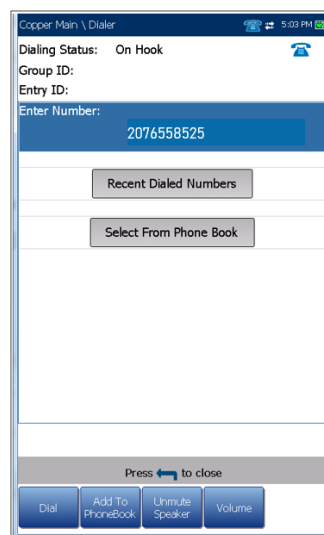 Copper Main \ Dialer
5:03 PM
Dialing Status: On Hook
Group ID:
Entry ID:
Enter Number:
2076558525
Recent Dialed Numbers
Select From Phone Book
Press to close
Dial
Add To
PhoneBook
Unmute
Speaker
Volume